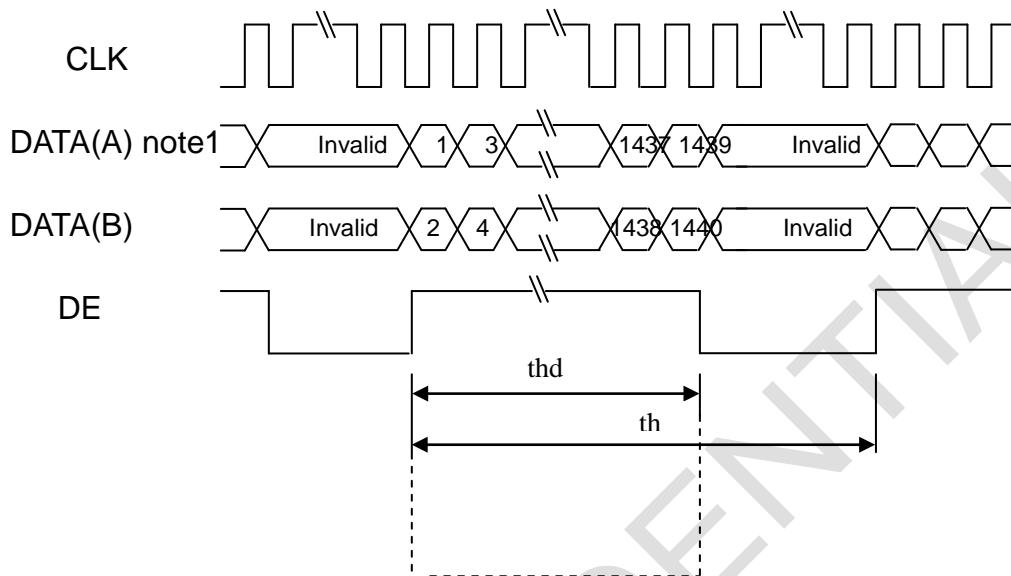 CLK
DATA(A) note1 Invalid 1 3 1437 1439 Invalid
DATA(B) Invalid 2 4 1438 1440 Invalid
DE
thd
th
ENTIA